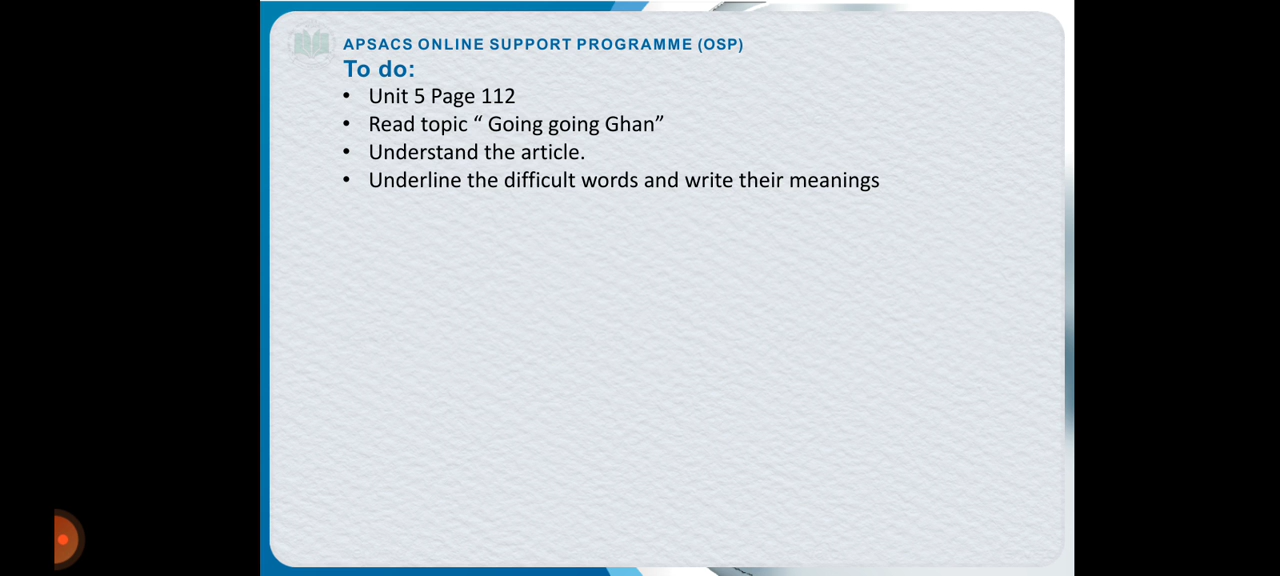 APSACS ONLINE SUPPORT PROGRAMME (OSP)
To do:
• Unit 5 Page 112
• Read topic “ Going going Ghan”
• Understand the article.
• Underline the difficult words and write their meanings